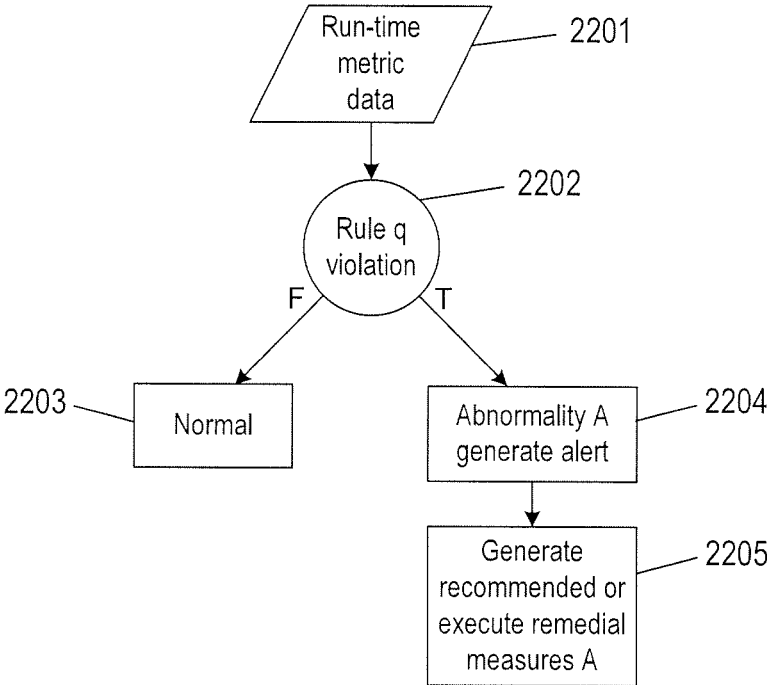 Run-time
metric
data
2201
Rule q
violation
2202
F
T
Normal
2203
Abnormality A
generate alert
2204
Generate
recommended or
execute remedial
measures A
2205